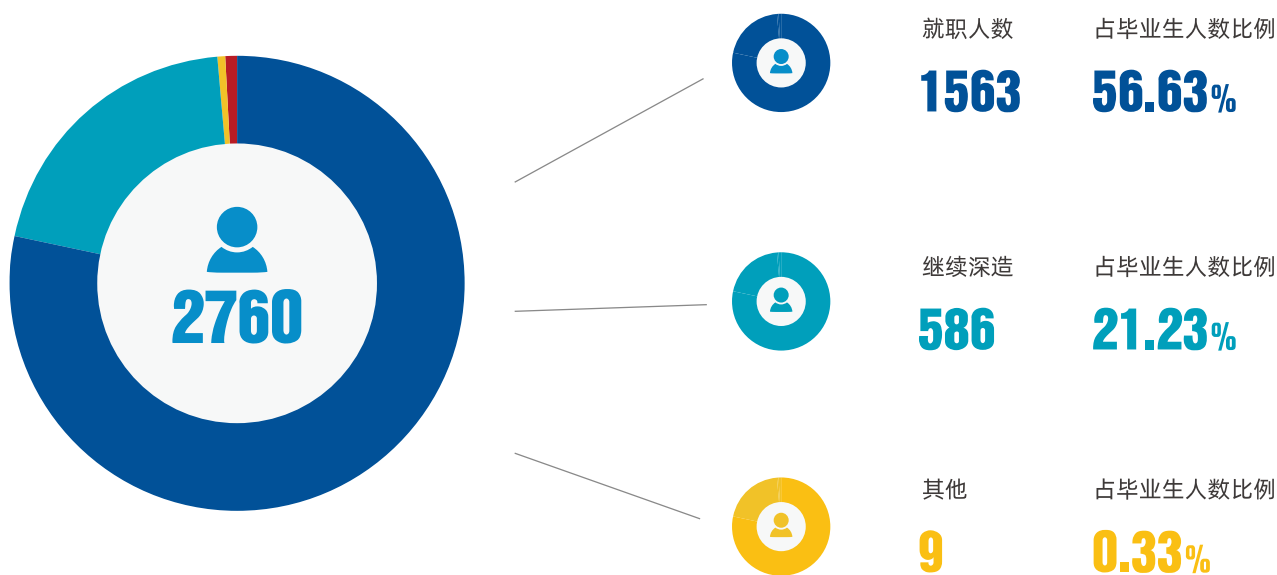 2760
就职人数 占毕业生人数比例
1563 56.63%
继续深造 占毕业生人数比例
586 21.23%
其他 占毕业生人数比例
9 0.33%